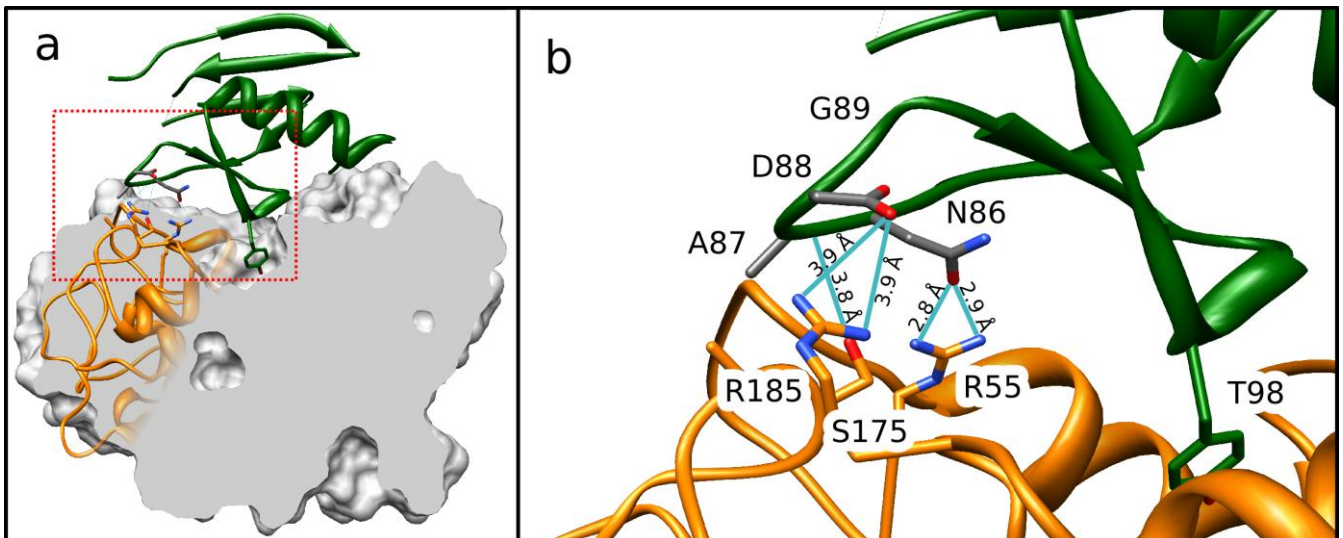 a
b
G89
D88
N86
A87
3.9 Å
3.8 Å
3.9 Å
2.8 Å
2.9 Å
R185
R55
S175
T98